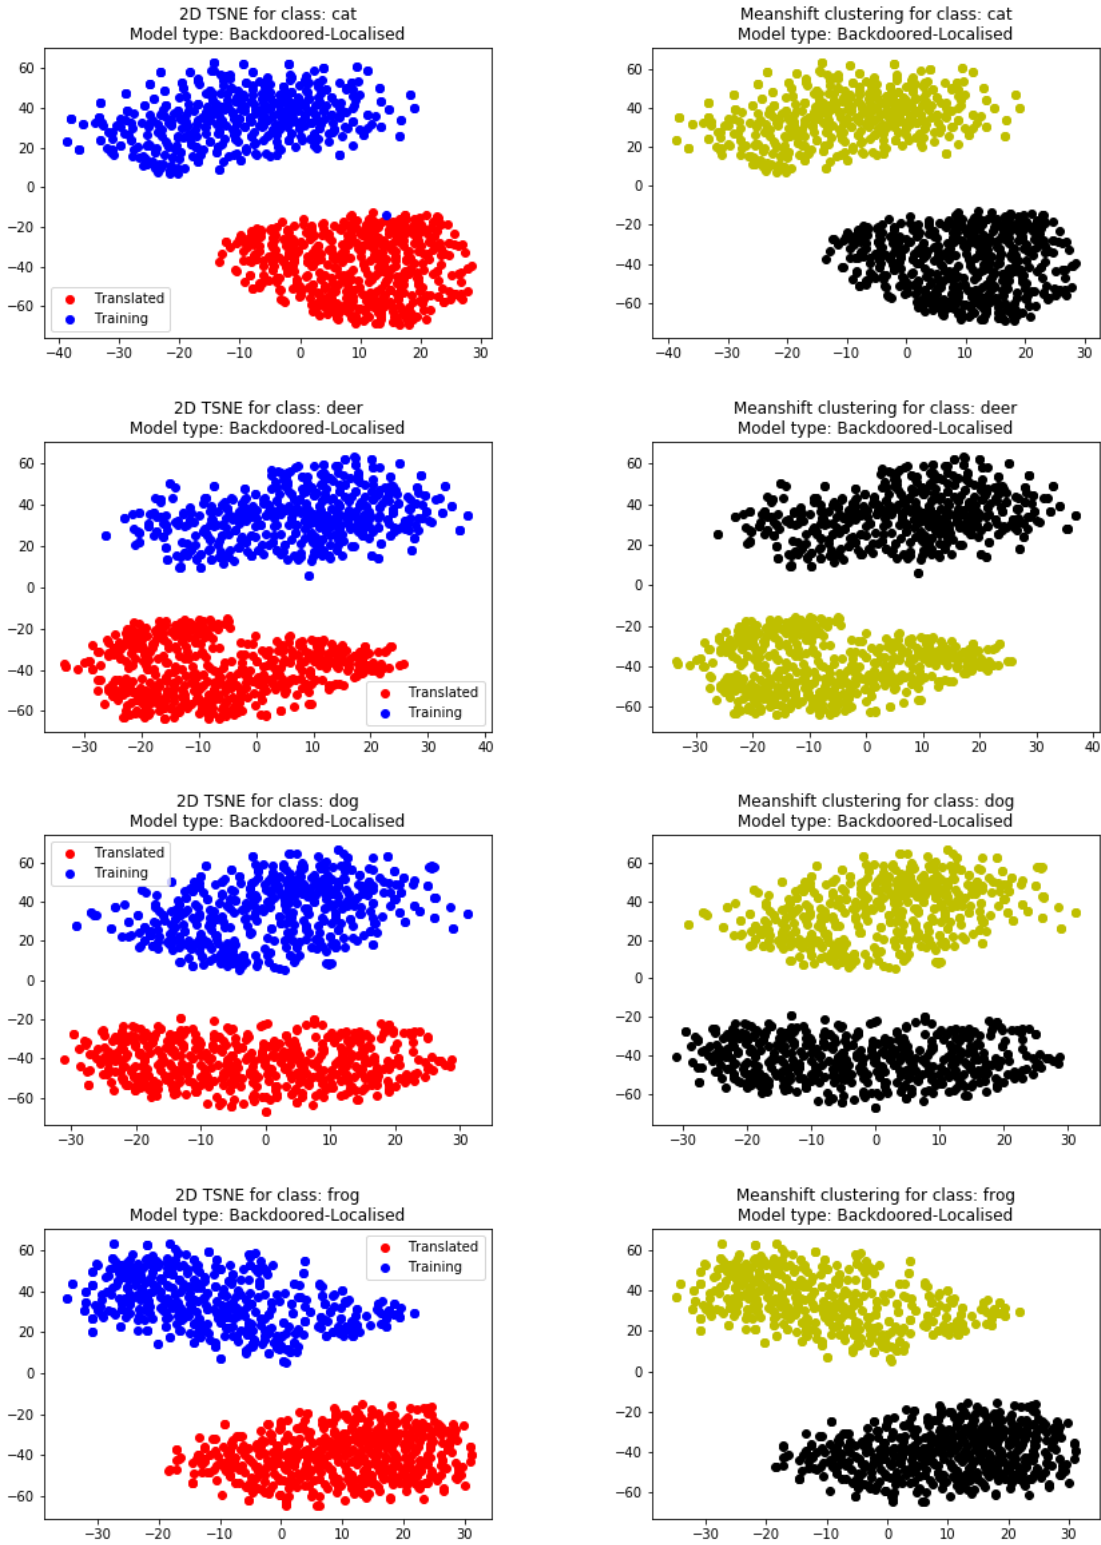 2D TSNE for class: cat
Model type: Backdoored-Localised
60
40
20
0
−20
−40
−60
Translated
Training
−40 −30 −20 −10 0 10 20 30
Meanshift clustering for class: cat
Model type: Backdoored-Localised
60
40
20
0
−20
−40
−60
−40 −30 −20 −10 0 10 20 30
2D TSNE for class: deer
Model type: Backdoored-Localised
60
40
20
0
−20
−40
−60
Translated
Training
−30 −20 −10 0 10 20 30 40
Meanshift clustering for class: deer
Model type: Backdoored-Localised
60
40
20
0
−20
−40
−60
−30 −20 −10 0 10 20 30 40
2D TSNE for class: dog
Model type: Backdoored-Localised
Translated
Training
60
40
20
0
−20
−40
−60
−30 −20 −10 0 10 20 30
Meanshift clustering for class: dog
Model type: Backdoored-Localised
60
40
20
0
−20
−40
−60
−30 −20 −10 0 10 20 30
2D TSNE for class: frog
Model type: Backdoored-Localised
Translated
Training
60
40
20
0
−20
−40
−60
−30 −20 −10 0 10 20 30
Meanshift clustering for class: frog
Model type: Backdoored-Localised
60
40
20
0
−20
−40
−60
−30 −20 −10 0 10 20 30